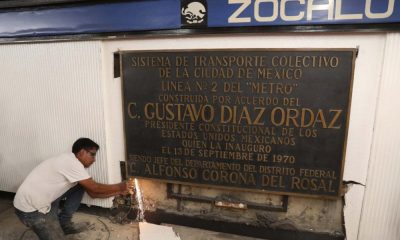 ZOCALO
SISTEMA DE TRANSPORTE COLECTIVO
DE LA CIUDAD DE MEXICO
LINEA Nº 2 DEL "METRO"
CONSTRUIDA POR ACUERDO DEL
C. GUSTAVO DIAZ ORDAZ
PRESIDENTE CONSTITUCIONAL DE LOS
ESTADOS UNIDOS MEXICANOS
QUIEN LA INAUGURO
EL 13 DE SEPTIEMBRE DE 1970
SIENDO JEFE DEL DEPARTAMENTO DEL DISTRITO FEDERAL
C. ALFONSO CORONA DEL ROSAL